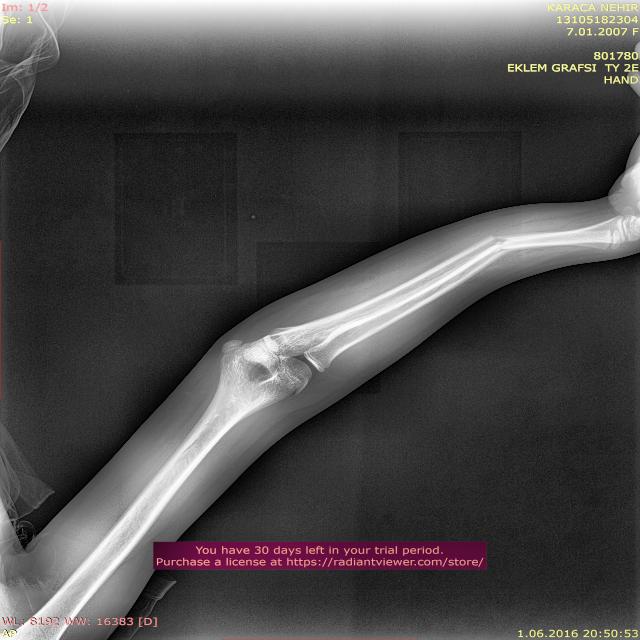 Im: 1/2
Se: 1
KARACA NEHIR
13105182304
7.01.2007 F
801780
EKLEM GRAFSI TY 2E
HAND
You have 30 days left in your trial period.
Purchase a license at https://radiantviewer.com/store/
WL: 8192 WW: 16383 [D]
AP
1.06.2016 20:50:53